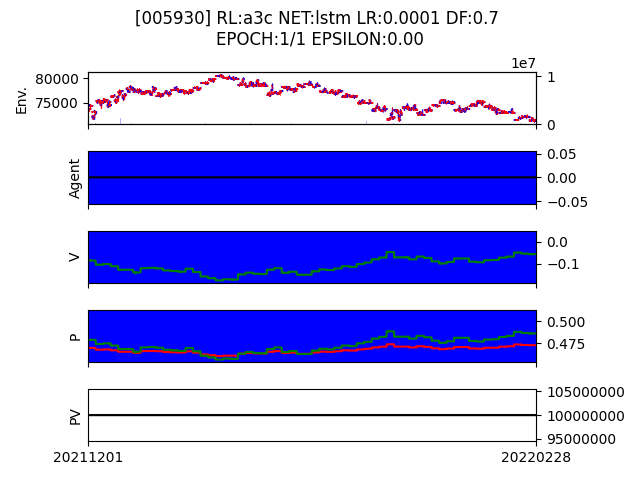 [005930] RL:a3c NET:lstm LR:0.0001 DF:0.7
EPOCH:1/1 EPSILON:0.00
1e7
Env.
80000
75000
1
0
Agent
0.05
0.00
−0.05
V
0.0
−0.1
P
0.500
0.475
PV
105000000
100000000
95000000
20211201
20220228